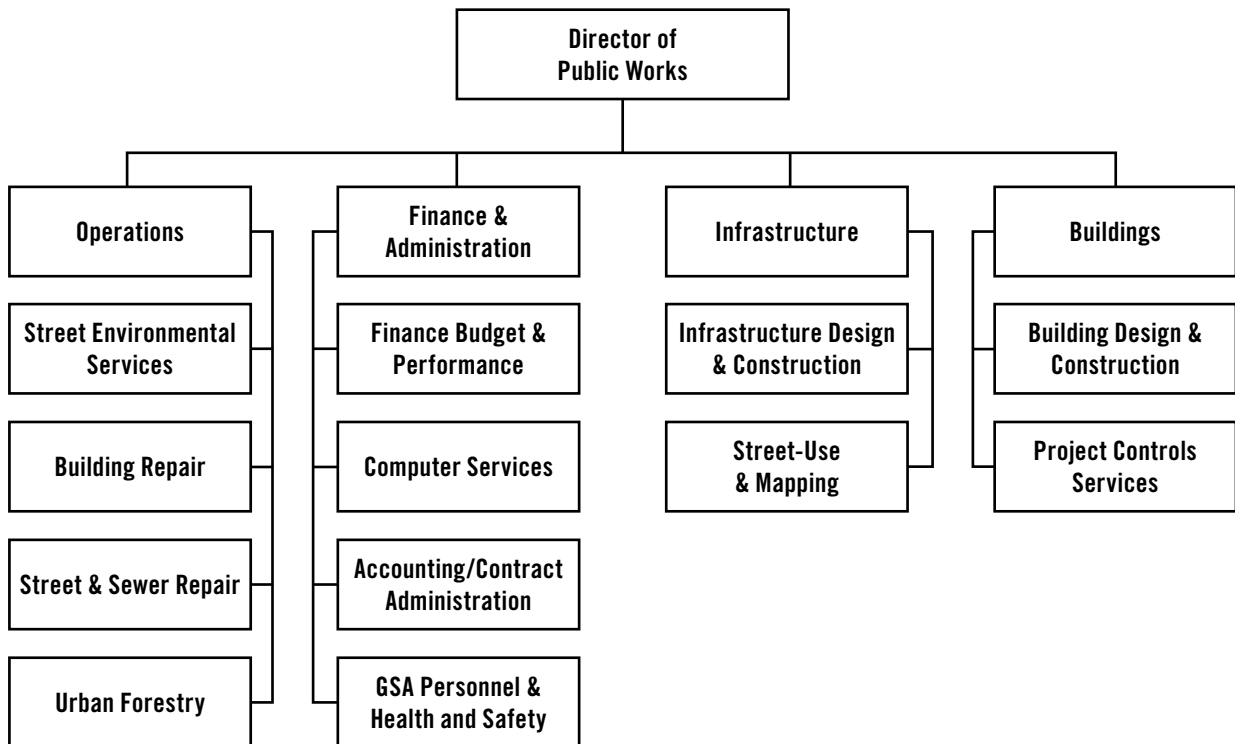 Director of
Public Works
Operations
Finance &
Administration
Infrastructure
Buildings
Street Environmental
Services
Finance Budget &
Performance
Infrastructure Design
& Construction
Building Design &
Construction
Building Repair
Computer Services
Street-Use
& Mapping
Project Controls
Services
Street & Sewer Repair
Accounting/Contract
Administration
Urban Forestry
GSA Personnel &
Health and Safety